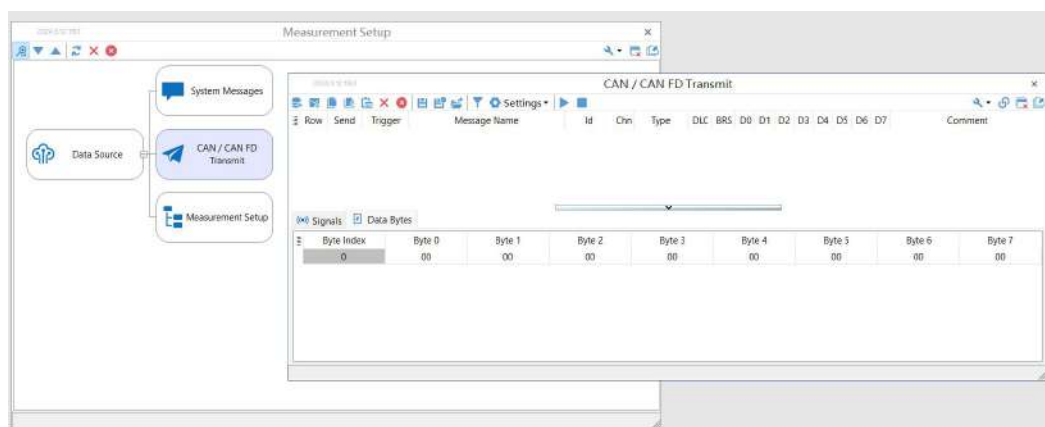 Measurement Setup
System Messages
Data Source
CAN / CAN FD
Transmit
Measurement Setup
CAN / CAN FD Transmit
Settings
Row Send Trigger Message Name Id Chn Type DLC BRS D0 D1 D2 D3 D4 D5 D6 D7 Comment
Signals Data Bytes
Byte Index Byte 0 Byte 1 Byte 2 Byte 3 Byte 4 Byte 5 Byte 6 Byte 7
0 00 00 00 00 00 00 00 00